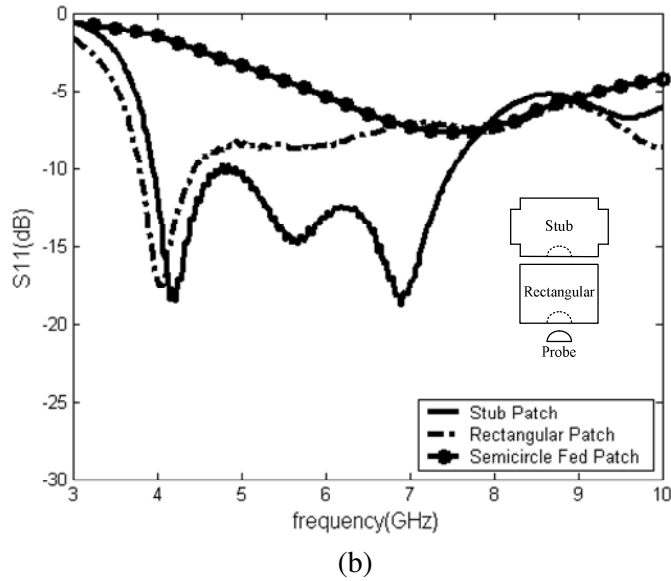 0
-5
-10
-15
-20
-25
-30
S11(dB)
3
4
5
6
7
8
9
10
frequency(GHz)
Stub
Rectangular
Probe
Stub Patch
Rectangular Patch
Semicircle Fed Patch
(b)